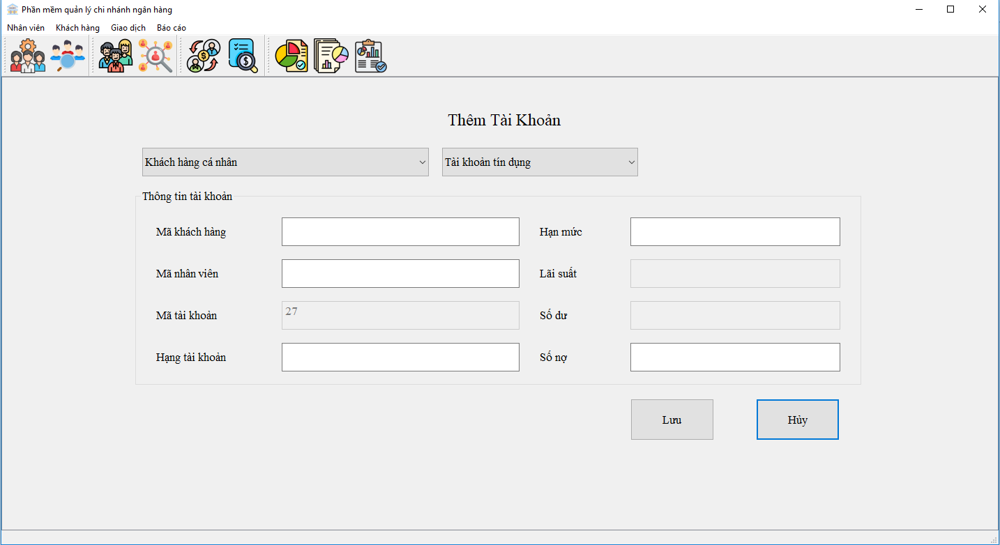 Phần mềm quản lý chi nhánh ngân hàng
Nhân viên Khách hàng Giao dịch Báo cáo
Thêm Tài Khoản
Khách hàng cá nhân Tài khoản tín dụng
Thông tin tài khoản
Mã khách hàng Hạn mức
Mã nhân viên Lãi suất
Mã tài khoản 27 Số dư
Hạng tài khoản Số nợ
Lưu Hủy